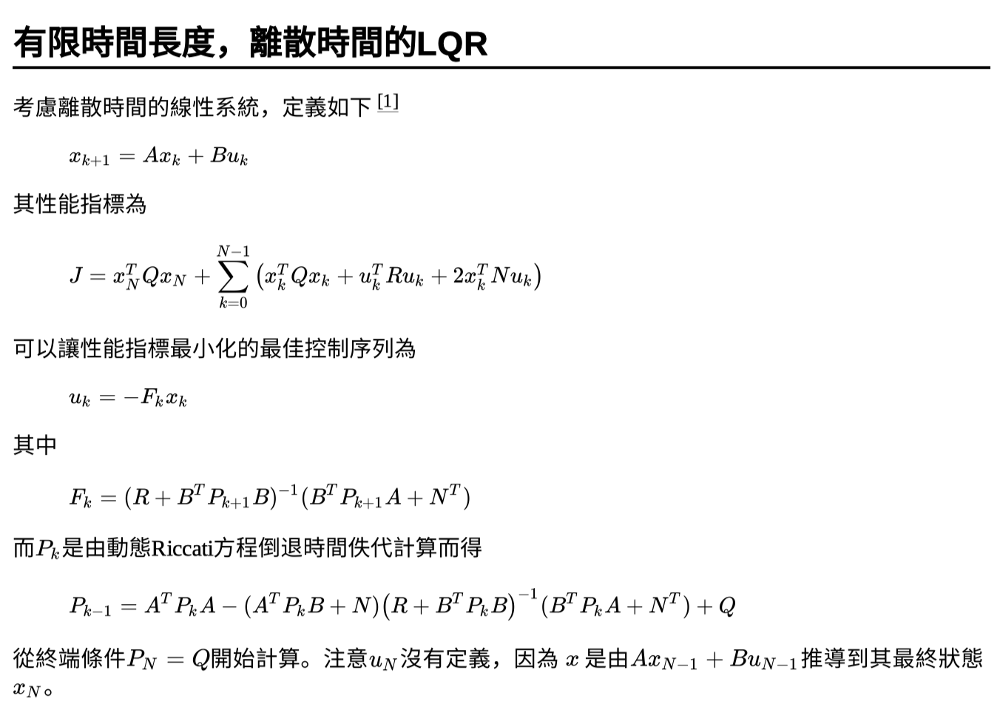 有限時間長度，離散時間的LQR
考慮離散時間的線性系統，定義如下 [1]
$x_{k+1} = Ax_k + Bu_k$
其性能指標為
$J = x_N^T Q x_N + \sum_{k=0}^{N-1} \left( x_k^T Q x_k + u_k^T R u_k + 2 x_k^T N u_k \right)$
可以讓性能指標最小化的最佳控制序列為
$u_k = -F_k x_k$
其中
$F_k = (R + B^T P_{k+1} B)^{-1} (B^T P_{k+1} A + N^T)$
而$P_k$是由動態Riccati方程倒退時間佚代計算而得
$P_{k-1} = A^T P_k A - (A^T P_k B + N) \left( R + B^T P_k B \right)^{-1} (B^T P_k A + N^T) + Q$
從終端條件$P_N = Q$開始計算。注意$u_N$沒有定義，因為 $x$ 是由$Ax_{N-1} + Bu_{N-1}$推導到其最終狀態
$x_N$。